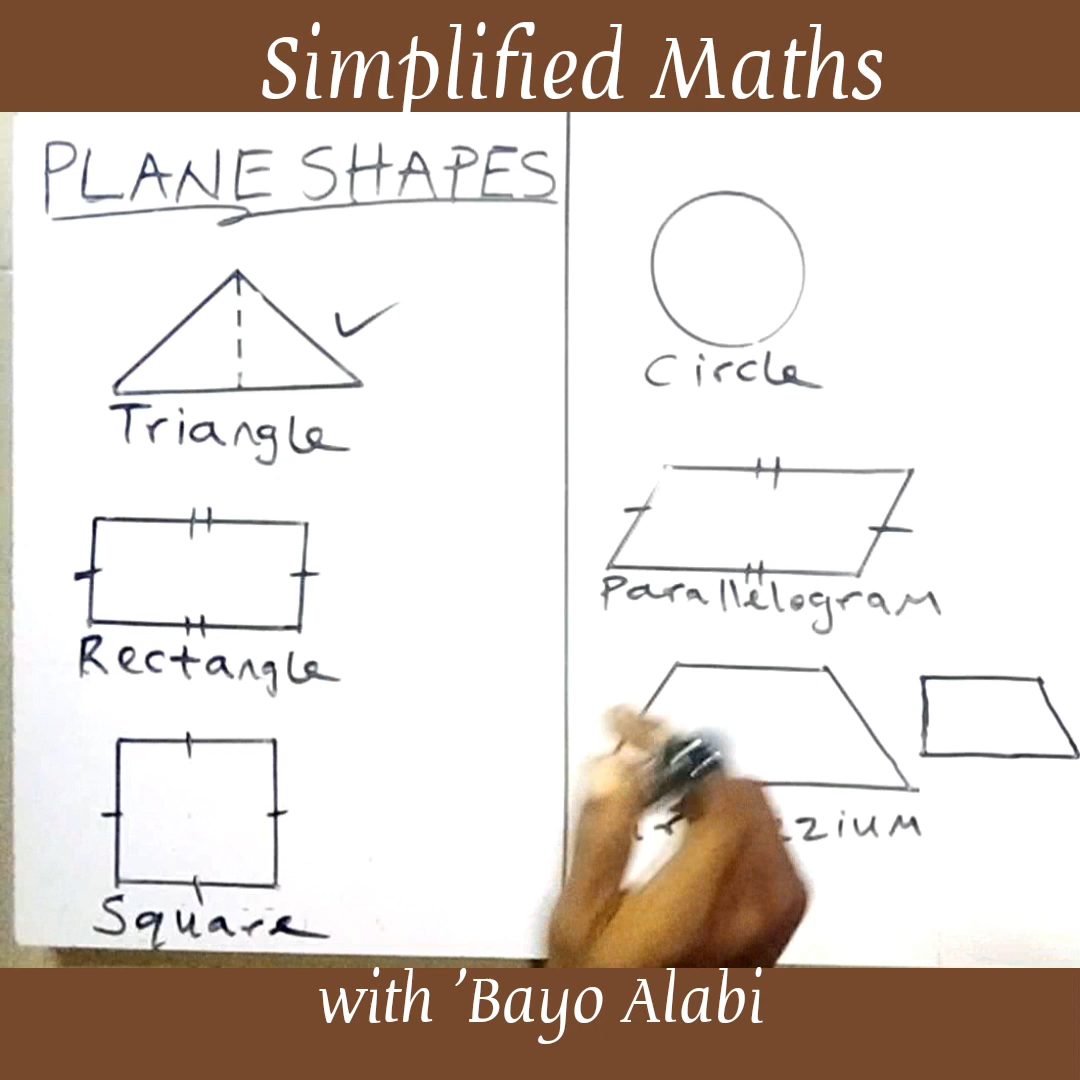 Simplified Maths
PLANE SHAPES
Triangle
Rectangle
Square
Circle
Parallelogram
with ’Bayo Alabi